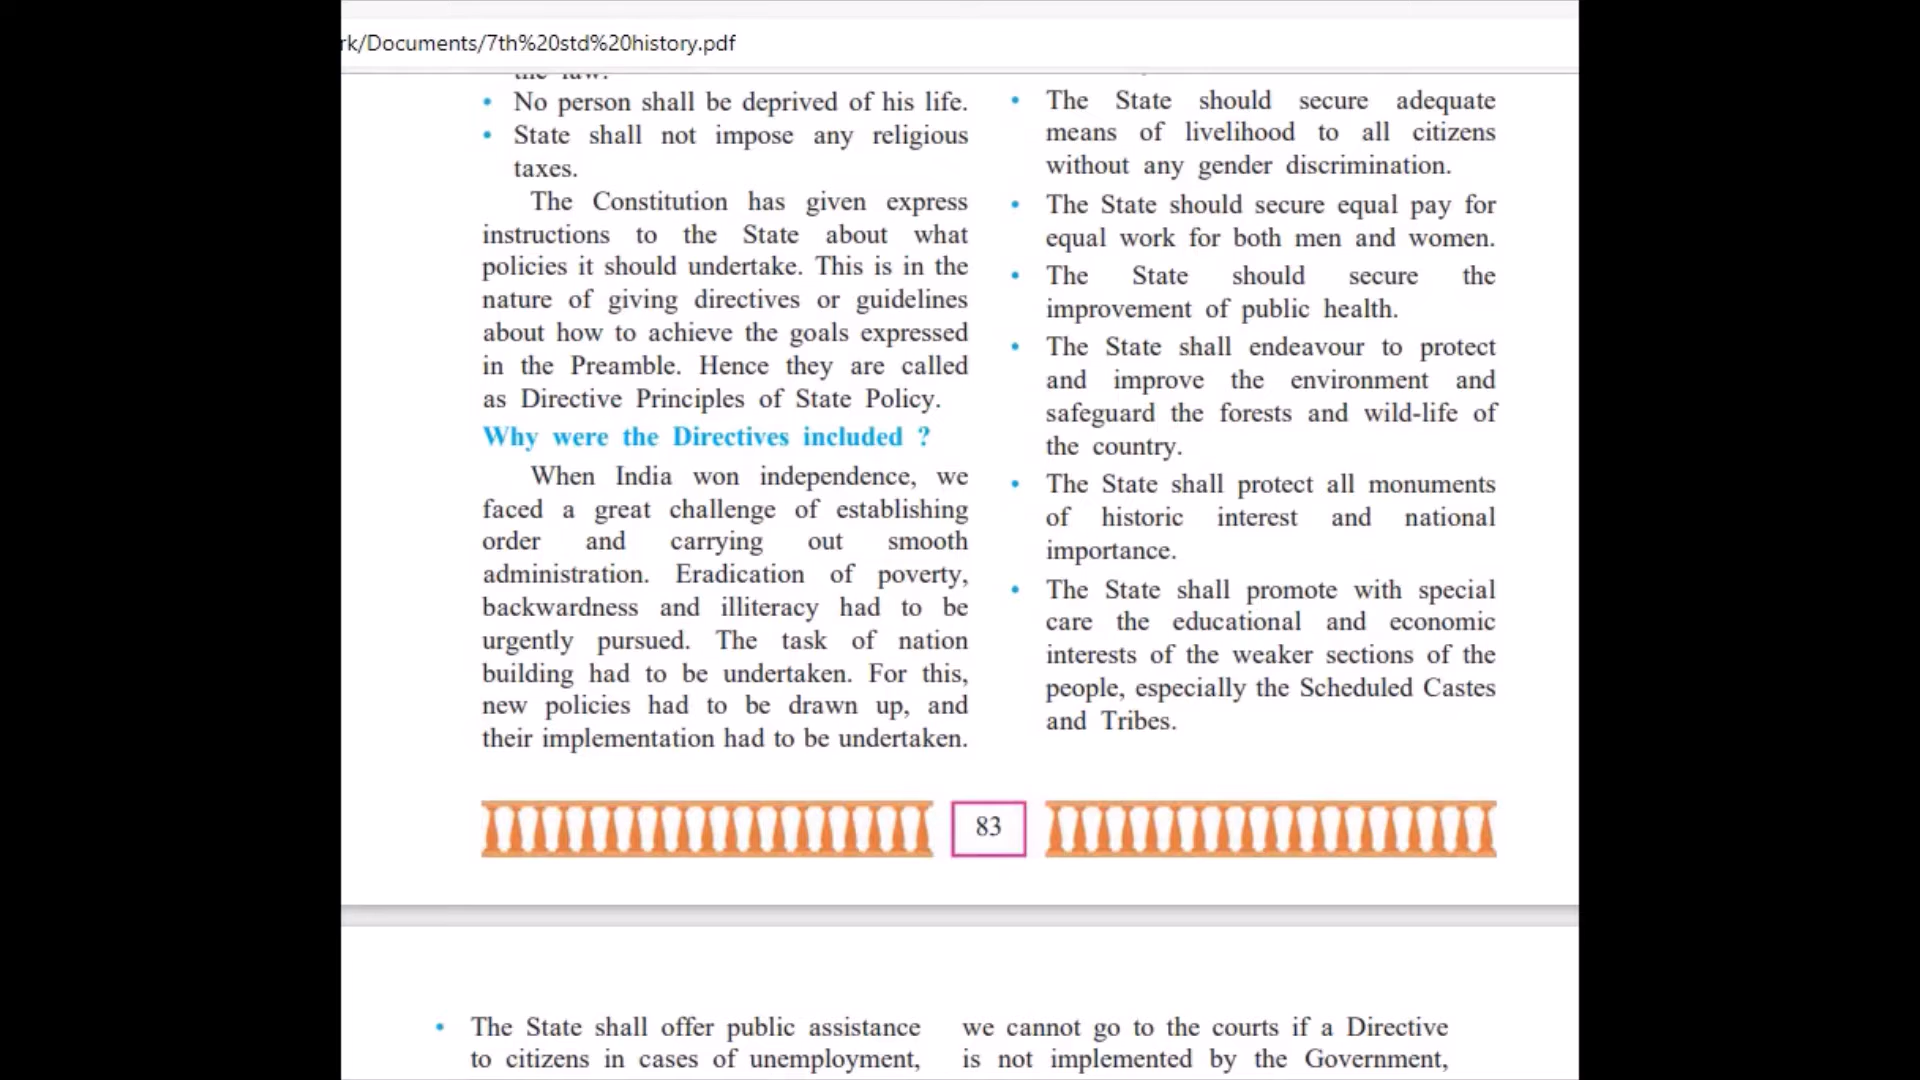 rk/Documents/7th%20std%20history.pdf
the law.
• No person shall be deprived of his life.
• State shall not impose any religious
taxes.
The Constitution has given express
instructions to the State about what
policies it should undertake. This is in the
nature of giving directives or guidelines
about how to achieve the goals expressed
in the Preamble. Hence they are called
as Directive Principles of State Policy.
Why were the Directives included ?
When India won independence, we
faced a great challenge of establishing
order and carrying out smooth
administration. Eradication of poverty,
backwardness and illiteracy had to be
urgently pursued. The task of nation
building had to be undertaken. For this,
new policies had to be drawn up, and
their implementation had to be undertaken.
• The State should secure adequate
means of livelihood to all citizens
without any gender discrimination.
• The State should secure equal pay for
equal work for both men and women.
• The State should secure the
improvement of public health.
• The State shall endeavour to protect
and improve the environment and
safeguard the forests and wild-life of
the country.
• The State shall protect all monuments
of historic interest and national
importance.
• The State shall promote with special
care the educational and economic
interests of the weaker sections of the
people, especially the Scheduled Castes
and Tribes.
83
• The State shall offer public assistance
to citizens in cases of unemployment,
we cannot go to the courts if a Directive
is not implemented by the Government,